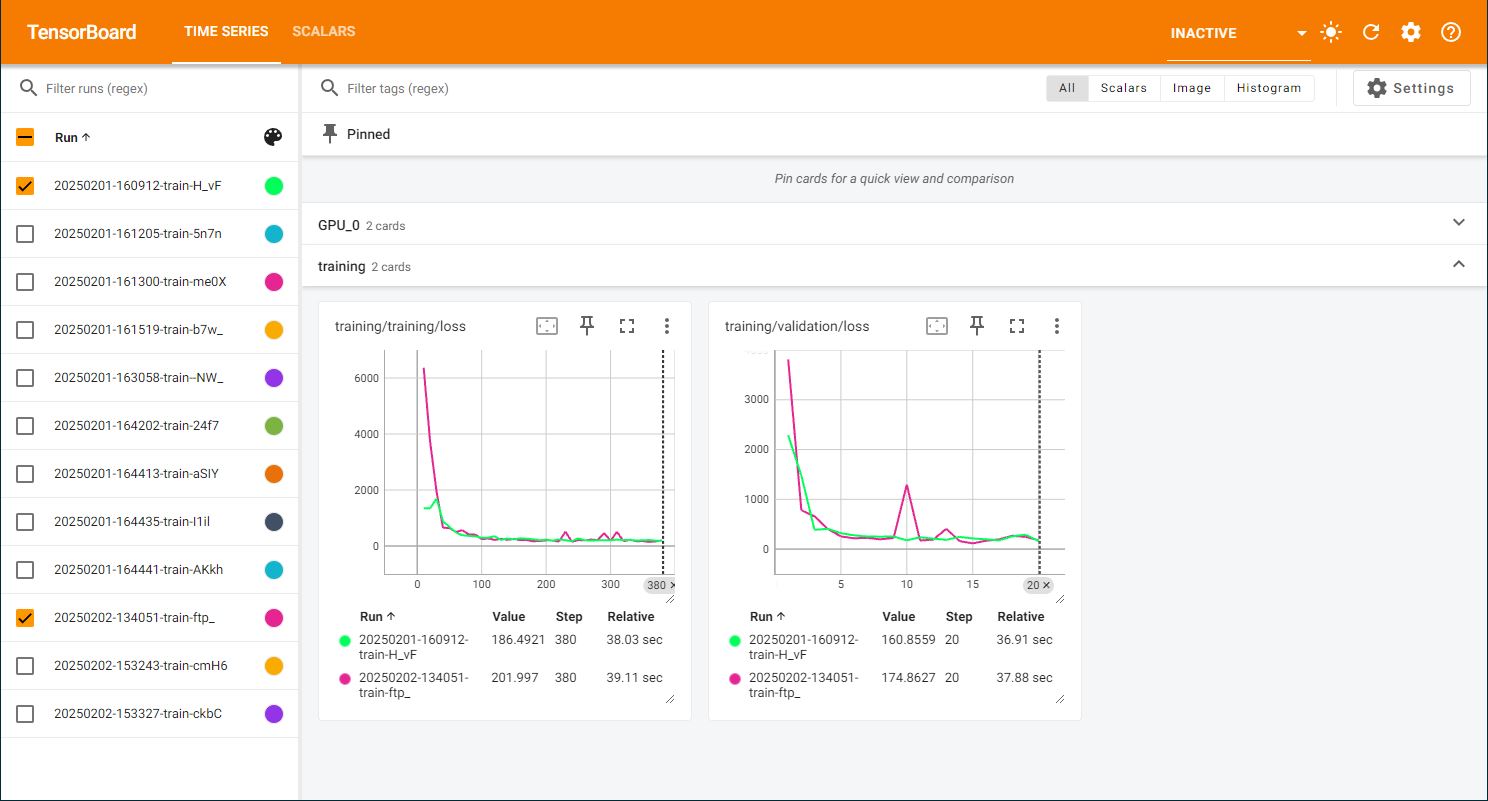 TensorBoard
TIME SERIES
SCALARS
INACTIVE
Filter runs (regex)
Run
20250201-160912-train-H_vF
20250201-161205-train-5n7n
20250201-161300-train-me0X
20250201-161519-train-b7w_
20250201-163058-train--NW_
20250201-164202-train-24f7
20250201-164413-train-aSIY
20250201-164435-train-I1il
20250201-164441-train-AKkh
20250202-134051-train-ftp_
20250202-153243-train-cmH6
20250202-153327-train-ckbC
Filter tags (regex)
All
Scalars
Image
Histogram
Settings
Pinned
Pin cards for a quick view and comparison
GPU_0 2 cards
training 2 cards
training/training/loss
6000
4000
2000
0
0 100 200 300 380 ×
Run Value Step Relative
20250201-160912- 186.4921 380 38.03 sec
train-H_vF
20250202-134051- 201.997 380 39.11 sec
train-ftp_
training/validation/loss
3000
2000
1000
0
5 10 15 20 ×
Run Value Step Relative
20250201-160912- 160.8559 20 36.91 sec
train-H_vF
20250202-134051- 174.8627 20 37.88 sec
train-ftp_